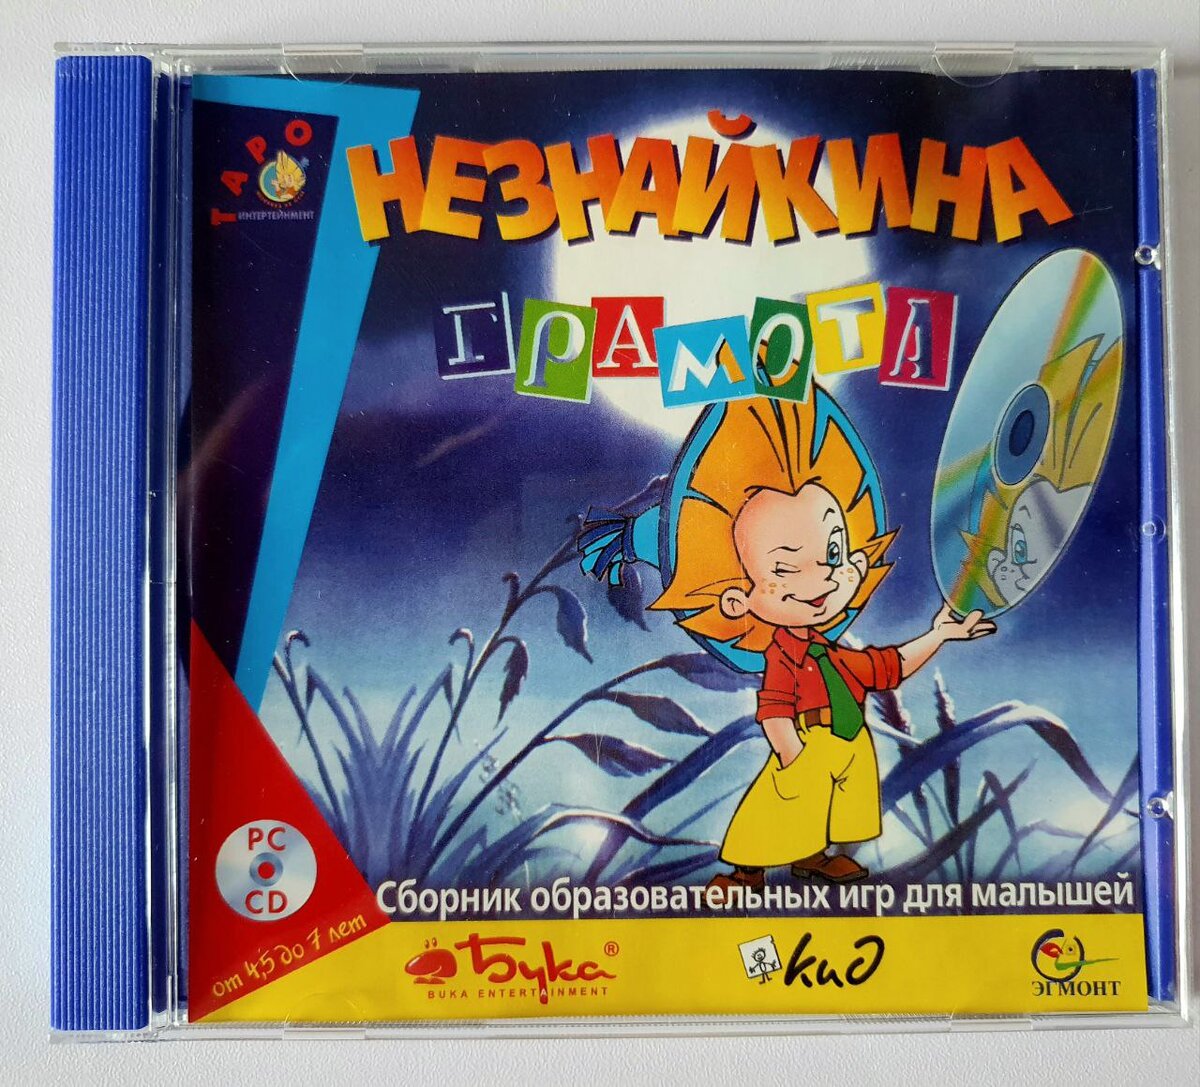 ТАРО
ИНТЕРТЕЙНМЕНТ
НЕЗНАЙКИНА
ГРАМОТА
PC
CD
от 4,5 до 7 лет
Сборник образовательных игр для малышей
Бука®
BUKA ENTERTAINMENT
кид
ЭГМОНТ